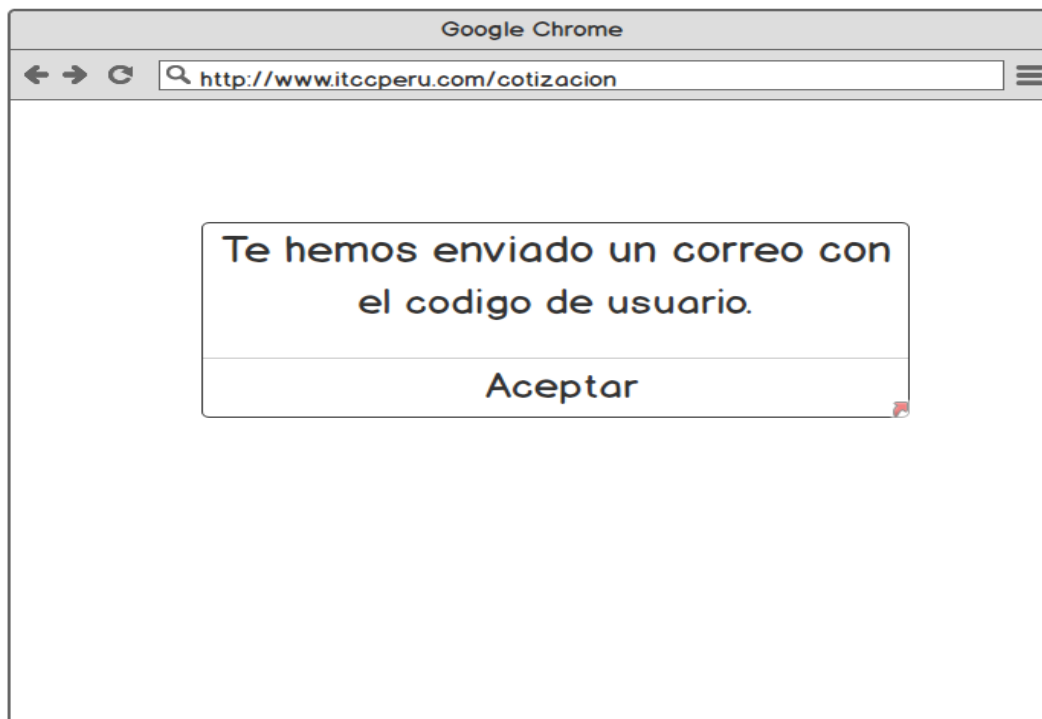 Google Chrome
http://www.itccperu.com/cotizacion
Te hemos enviado un correo con
el codigo de usuario.
Aceptar